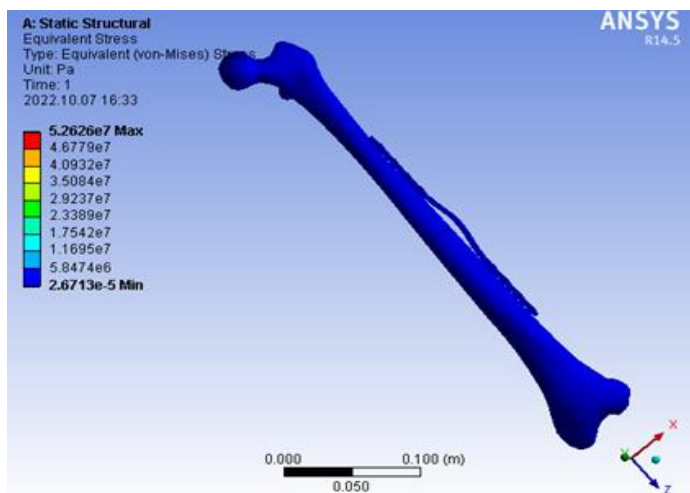 A: Static Structural
Equivalent Stress
Type: Equivalent (von-Mises) Stress
Unit: Pa
Time: 1
2022.10.07 16:33
ANSYS
R14.5
5.2626e7 Max
4.6779e7
4.0932e7
3.5084e7
2.9237e7
2.3389e7
1.7542e7
1.1695e7
5.8474e6
2.6713e-5 Min
0.000
0.100 (m)
0.050
X
Y
Z